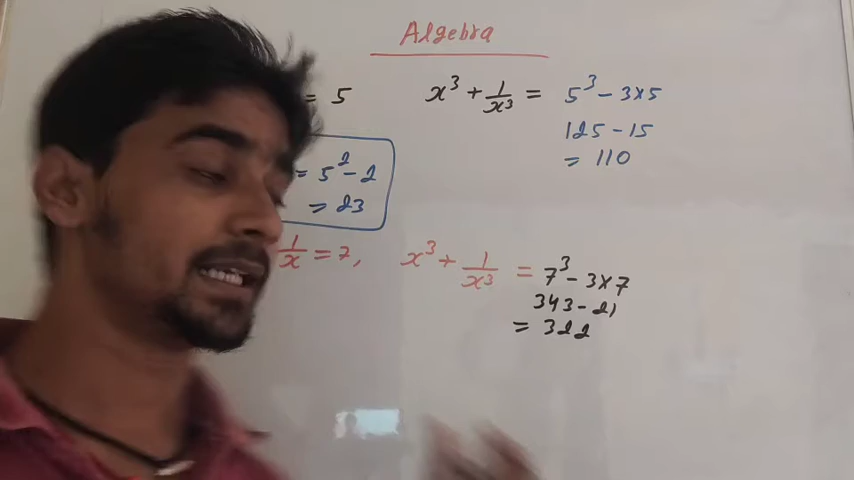 Algebra
= 5
x³ + 1/x³ = 5³ - 3×5
125 - 15
= 110
= 5² - 2
= 23
1/x = 7, x³ + 1/x³ = 7³ - 3×7
343 - 21
= 322